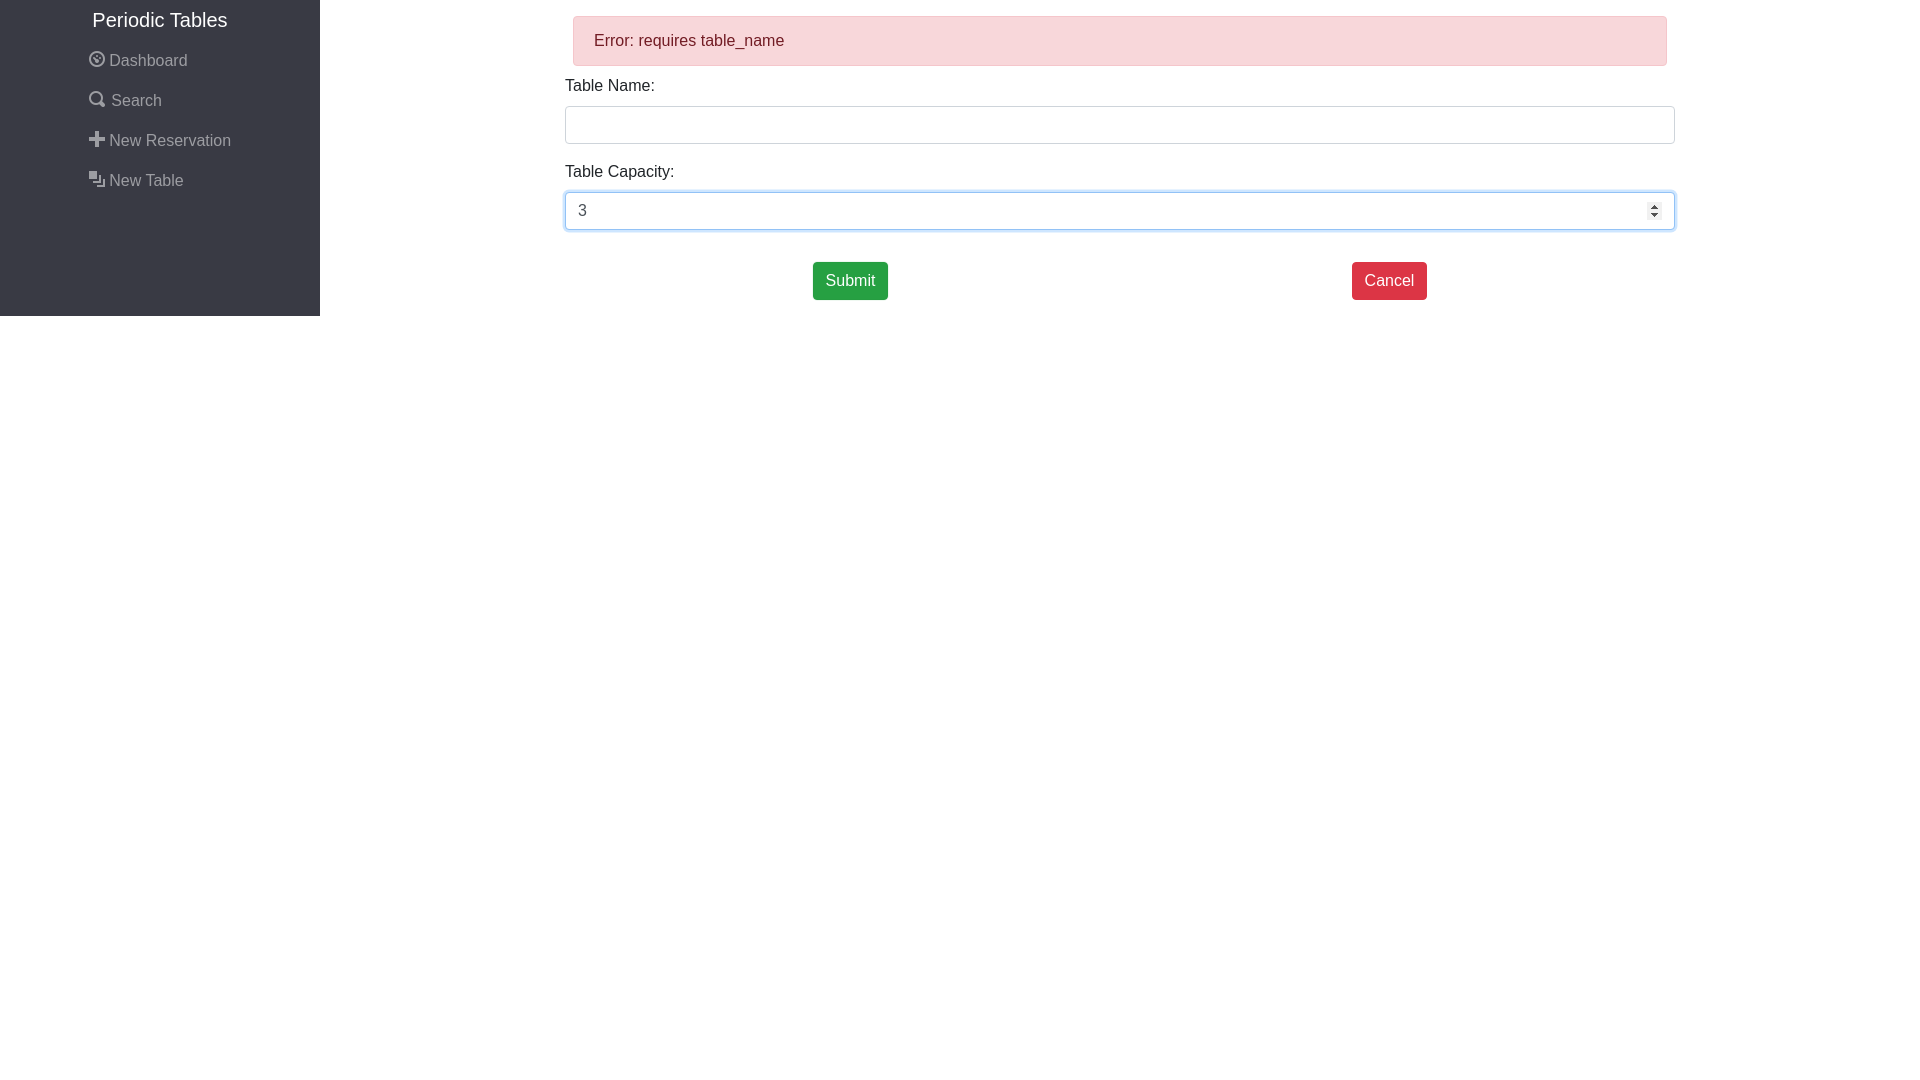 Periodic Tables
Dashboard
Search
New Reservation
New Table
Error: requires table_name
Table Name:
Table Capacity:
3
Submit
Cancel